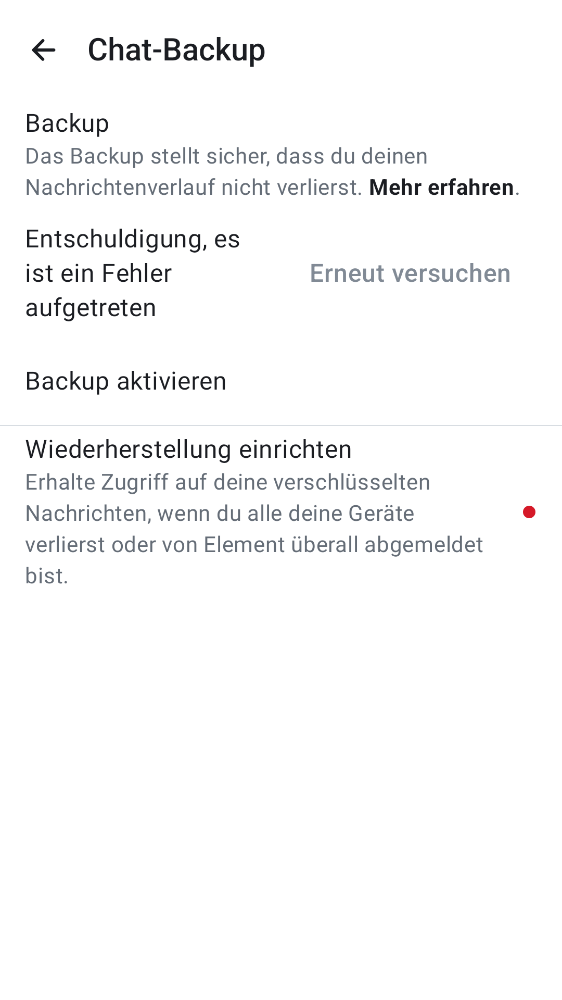 Chat-Backup
Backup
Das Backup stellt sicher, dass du deinen
Nachrichtenverlauf nicht verlierst. Mehr erfahren.
Entschuldigung, es
ist ein Fehler
aufgetreten
Erneut versuchen
Backup aktivieren
Wiederherstellung einrichten
Erhalte Zugriff auf deine verschlüsselten
Nachrichten, wenn du alle deine Geräte
verlierst oder von Element überall abgemeldet
bist.